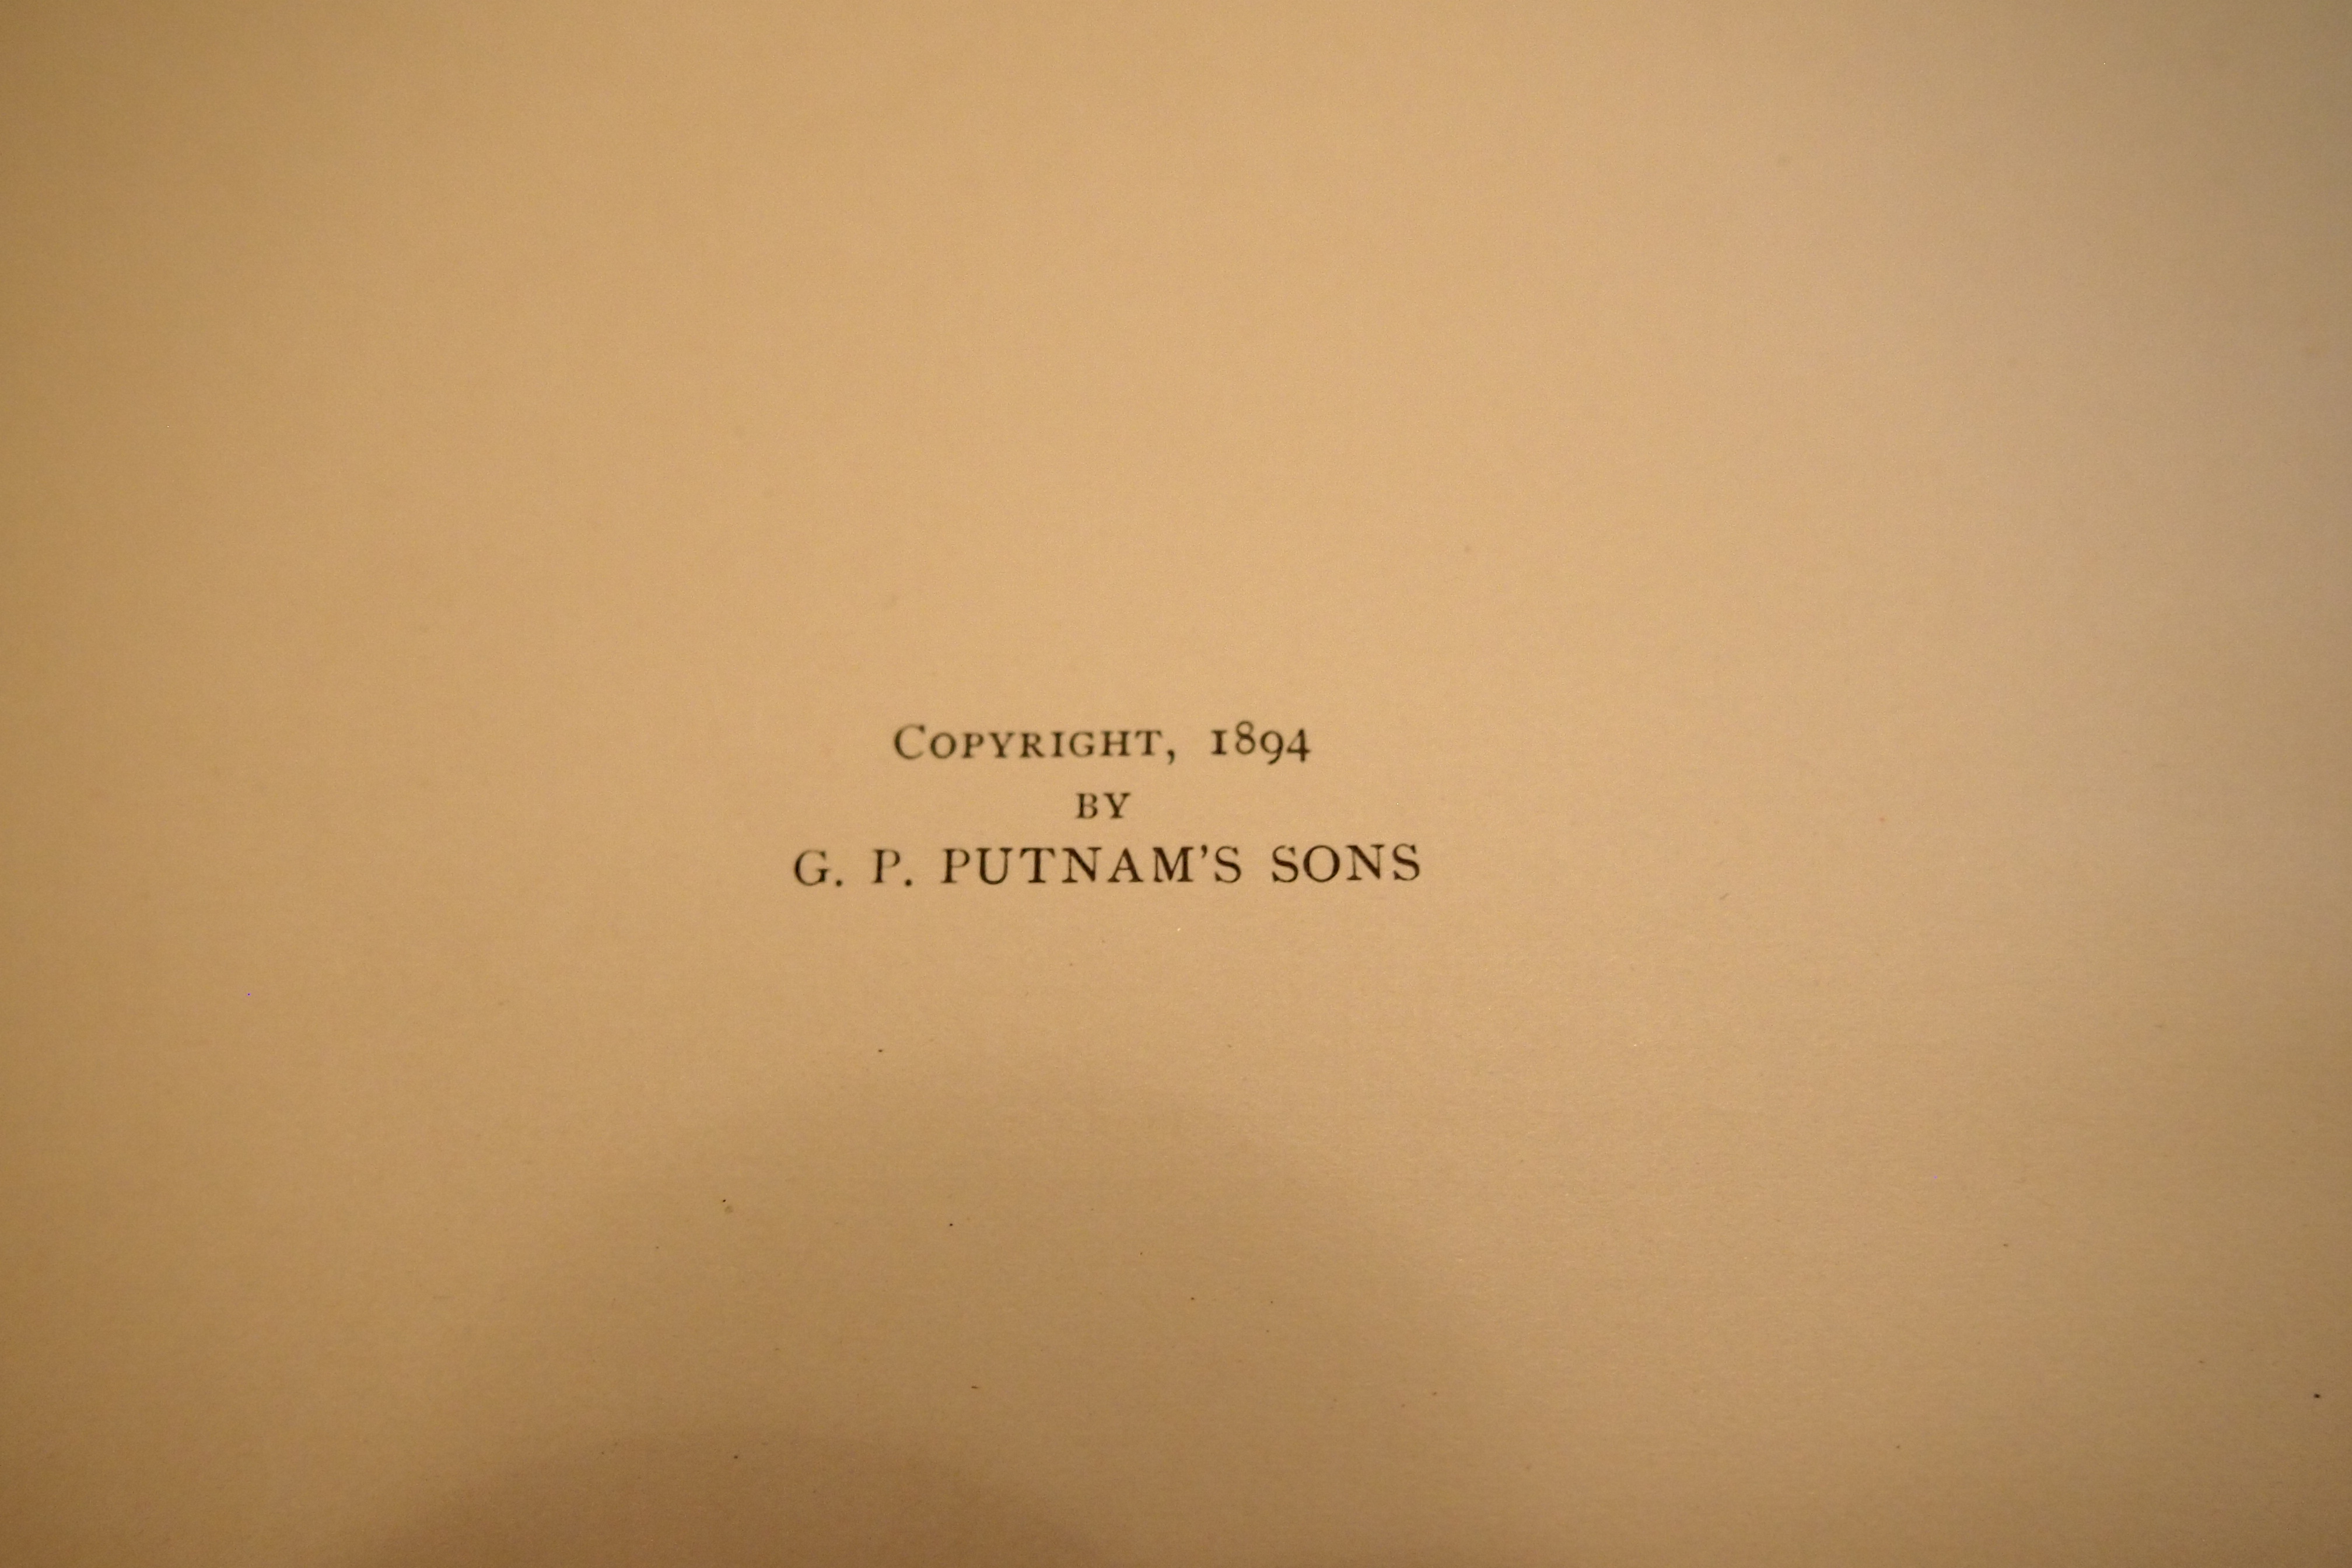 Copyright, 1894
BY
G. P. PUTNAM'S SONS